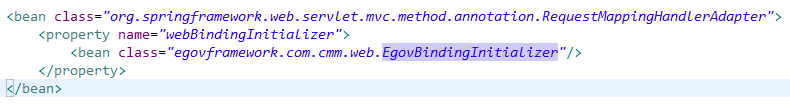 <bean class="org.springframework.web.servlet.mvc.method.annotation.RequestMappingHandlerAdapter">
<property name="webBindingInitializer">
<bean class="egovframework.com.cmm.web.EgovBindingInitializer"/>
</property>
</bean>